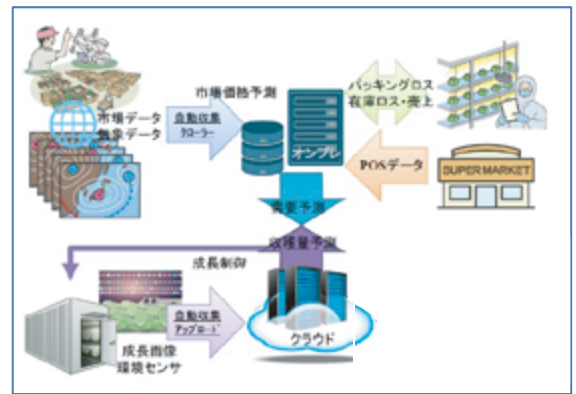 市場データ
気象データ
自動収集
クローラー
市場価格予測
オンプレ
パッキングロス
在庫ロス・売上
POSデータ
SUPER MARKET
需要予測
収穫量予測
成長制御
自動収集
アップロード
成長画像
環境センサ
クラウド